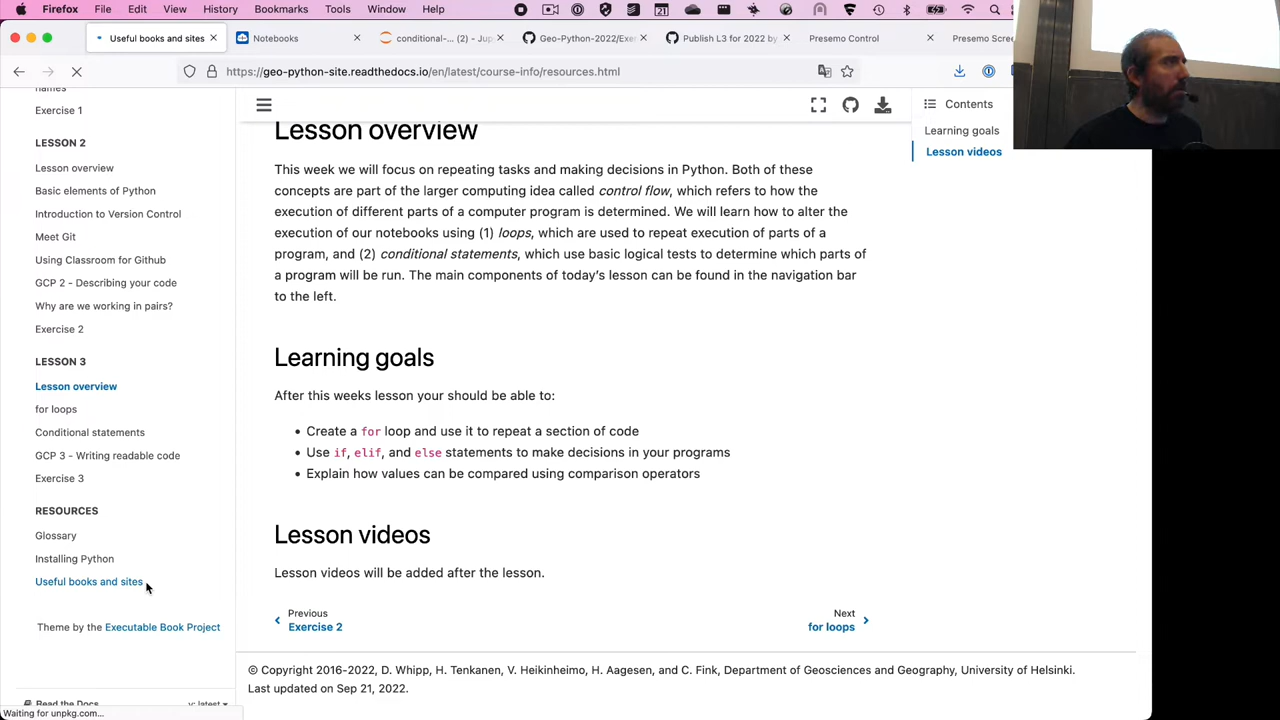 Firefox File Edit View History Bookmarks Tools Window Help
Useful books and sites
Notebooks
conditional-... (2) - Jup
Geo-Python-2022/Exer
Publish L3 for 2022 by
Presemo Control
Presemo Scree
https://geo-python-site.readthedocs.io/en/latest/course-info/resources.html
names
Exercise 1
LESSON 2
Lesson overview
Basic elements of Python
Introduction to Version Control
Meet Git
Using Classroom for Github
GCP 2 - Describing your code
Why are we working in pairs?
Exercise 2
LESSON 3
Lesson overview
for loops
Conditional statements
GCP 3 - Writing readable code
Exercise 3
RESOURCES
Glossary
Installing Python
Useful books and sites
Theme by the Executable Book Project
Read the Docs v: latest
Waiting for unpkg.com...
Lesson overview
This week we will focus on repeating tasks and making decisions in Python. Both of these
concepts are part of the larger computing idea called control flow, which refers to how the
execution of different parts of a computer program is determined. We will learn how to alter the
execution of our notebooks using (1) loops, which are used to repeat execution of parts of a
program, and (2) conditional statements, which use basic logical tests to determine which parts of
a program will be run. The main components of today's lesson can be found in the navigation bar
to the left.
Learning goals
After this weeks lesson your should be able to:
• Create a for loop and use it to repeat a section of code
• Use if, elif, and else statements to make decisions in your programs
• Explain how values can be compared using comparison operators
Lesson videos
Lesson videos will be added after the lesson.
Previous
Exercise 2
Next
for loops
© Copyright 2016-2022, D. Whipp, H. Tenkanen, V. Heikinheimo, H. Aagesen, and C. Fink, Department of Geosciences and Geography, University of Helsinki.
Last updated on Sep 21, 2022.
Contents
Learning goals
Lesson videos